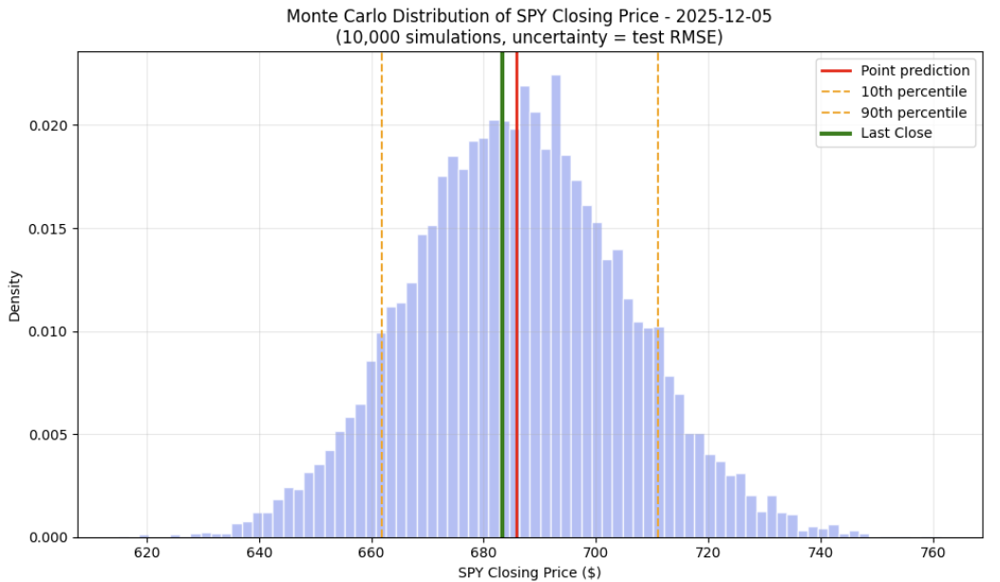 Monte Carlo Distribution of SPY Closing Price - 2025-12-05
(10,000 simulations, uncertainty = test RMSE)
Point prediction
10th percentile
90th percentile
Last Close
0.020
0.015
0.010
0.005
0.000
Density
620 640 660 680 700 720 740 760
SPY Closing Price ($)